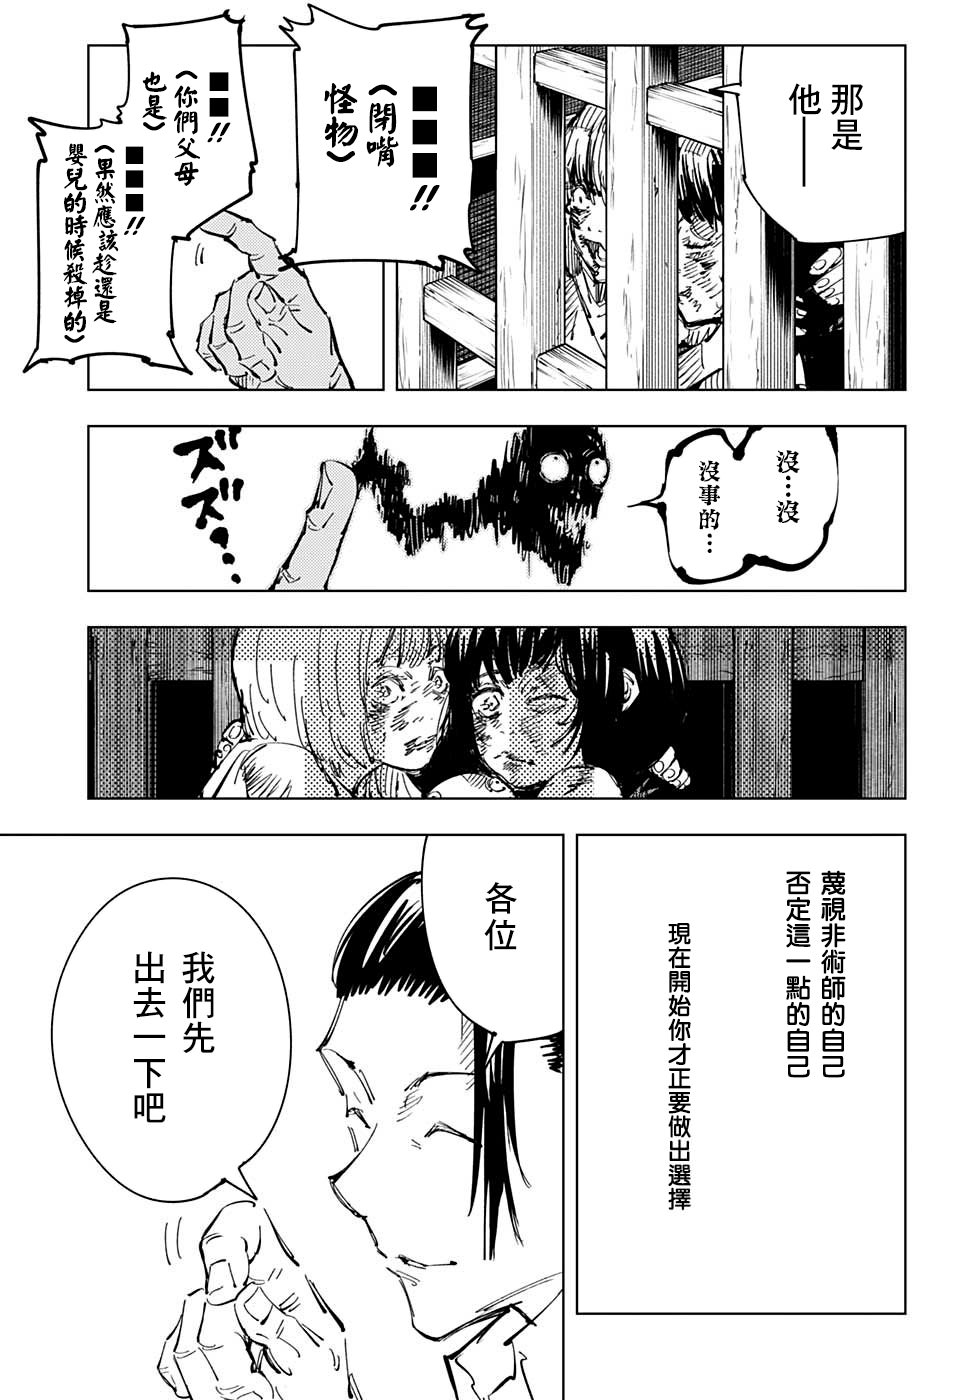 那是
他—
■■■■!!
《閉嘴
怪物》
■■!!
《你們父母
也是》
■■■■!!
《果然應該趁還是
嬰兒的時候殺掉的》
沒…沒
沒事的…
ズズズ…
蔑視非術師的自己
否定這一點的自己
現在開始你才正要做出選擇
各位
我們先
出去一下吧